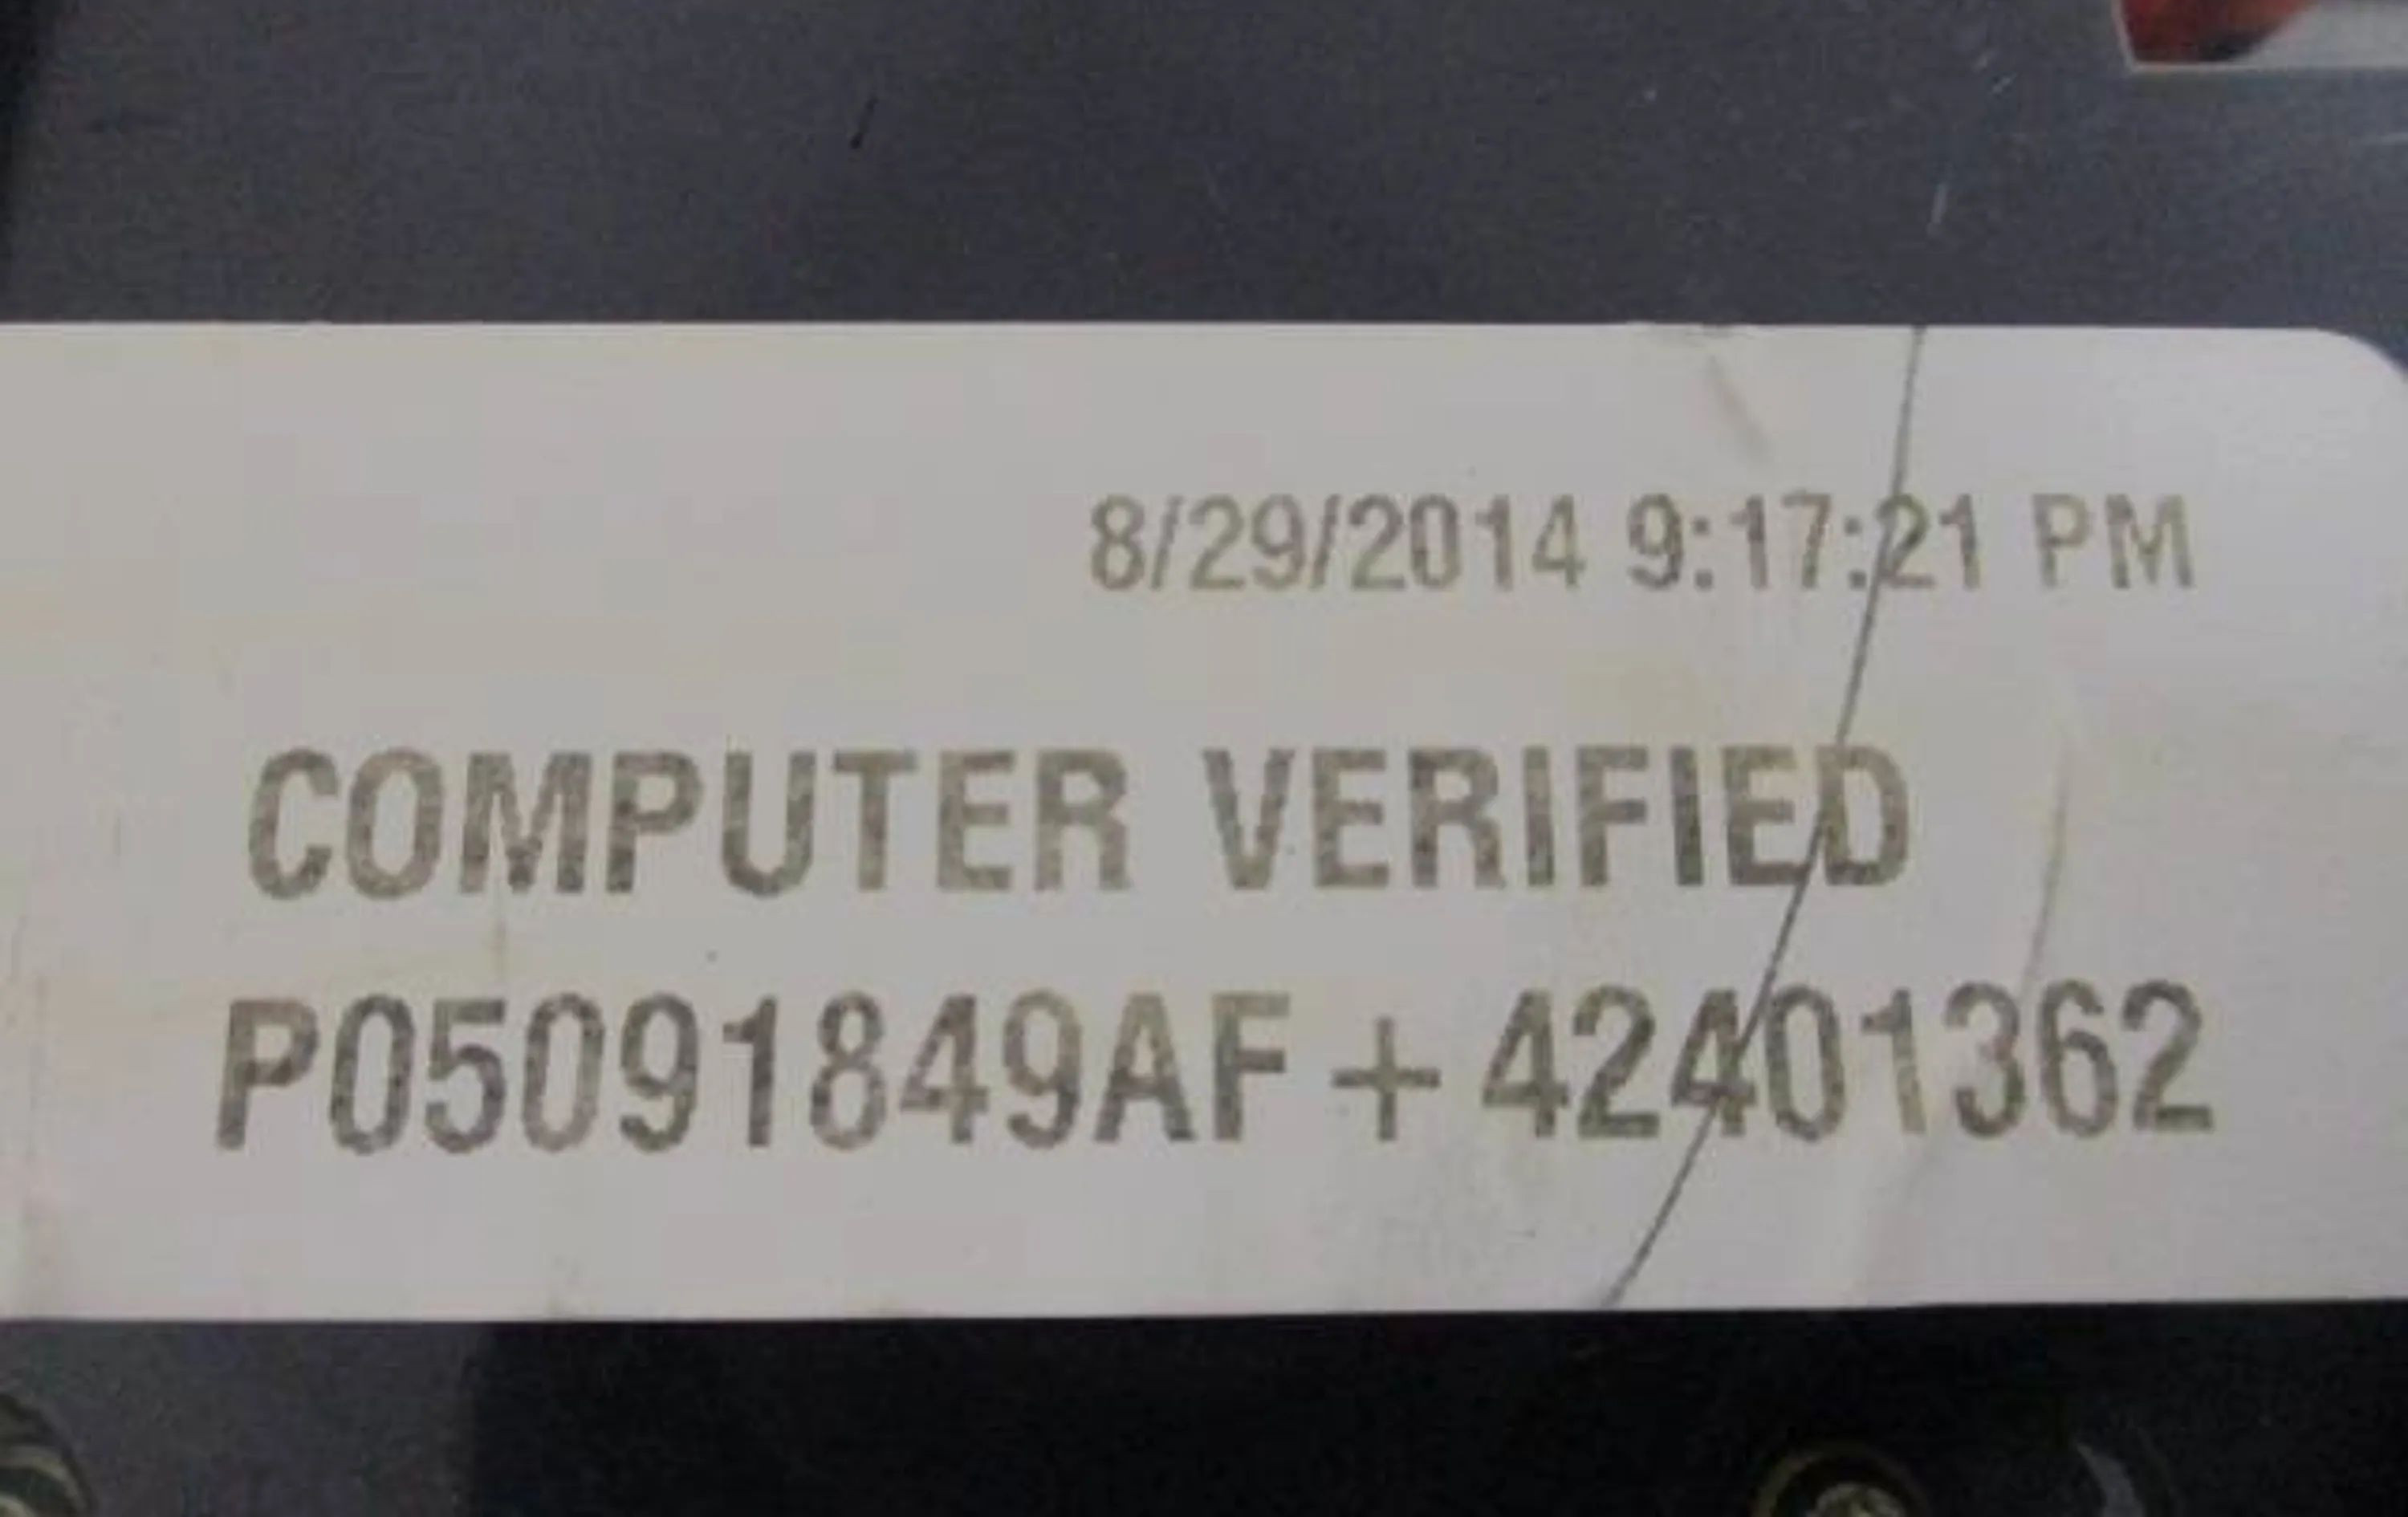 8/29/2014 9:17:21 PM
COMPUTER VERIFIED
P05091849AF + 42401362